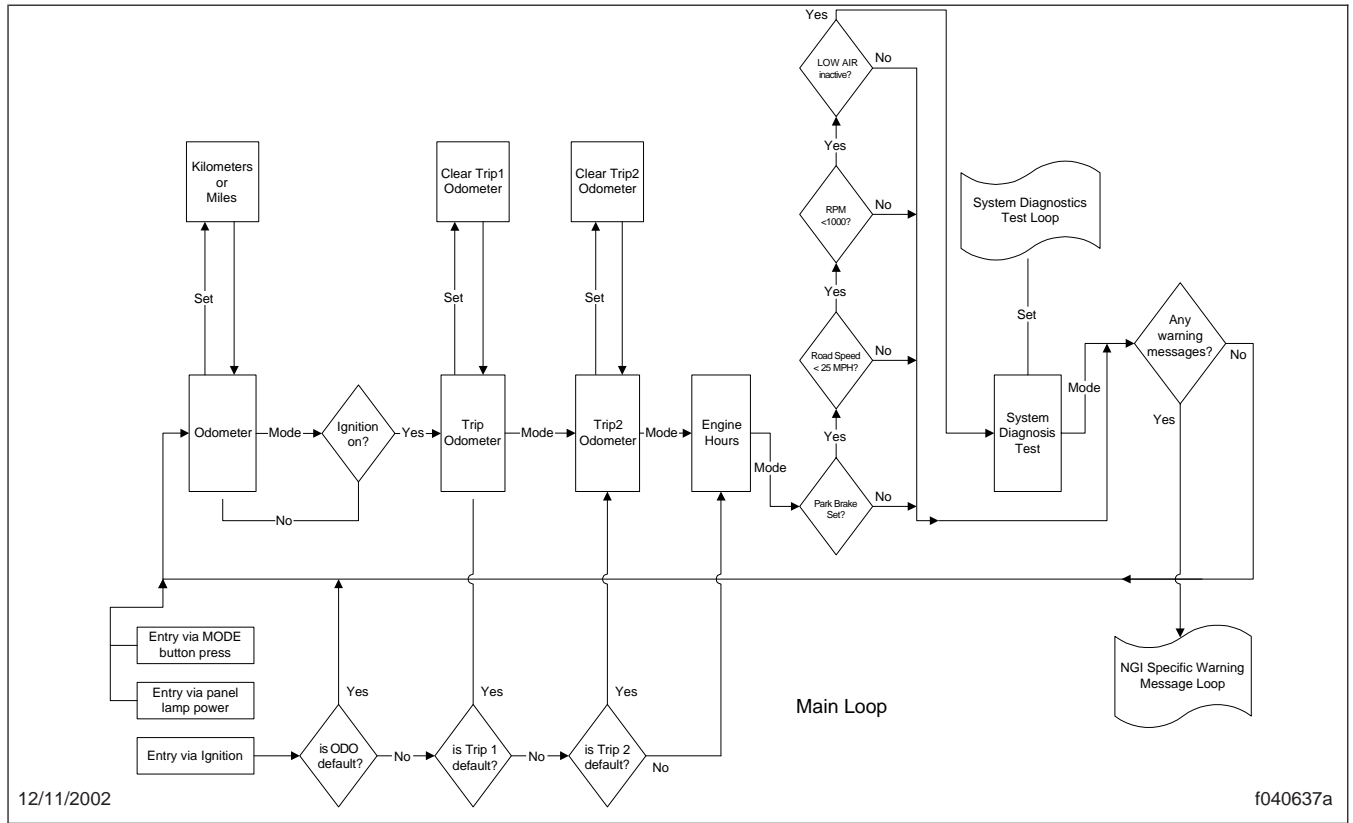 Yes
LOW AIR
inactive?
No
Yes
Kilometers
or
Miles
Clear Trip1
Odometer
Clear Trip2
Odometer
RPM
<1000?
No
System Diagnostics
Test Loop
Set
Set
Set
Yes
Set
Any
warning
messages?
No
Road Speed
< 25 MPH?
No
Mode
Odometer
Mode
Ignition
on?
Yes
Trip
Odometer
Mode
Trip2
Odometer
Mode
Engine
Hours
Yes
System
Diagnosis
Test
Yes
Mode
Park Brake
Set?
No
No
Entry via MODE
button press
Entry via panel
lamp power
Entry via Ignition
Yes
is ODO
default?
No
Yes
is Trip 1
default?
No
Yes
is Trip 2
default?
No
Main Loop
NGI Specific Warning
Message Loop
12/11/2002
f040637a